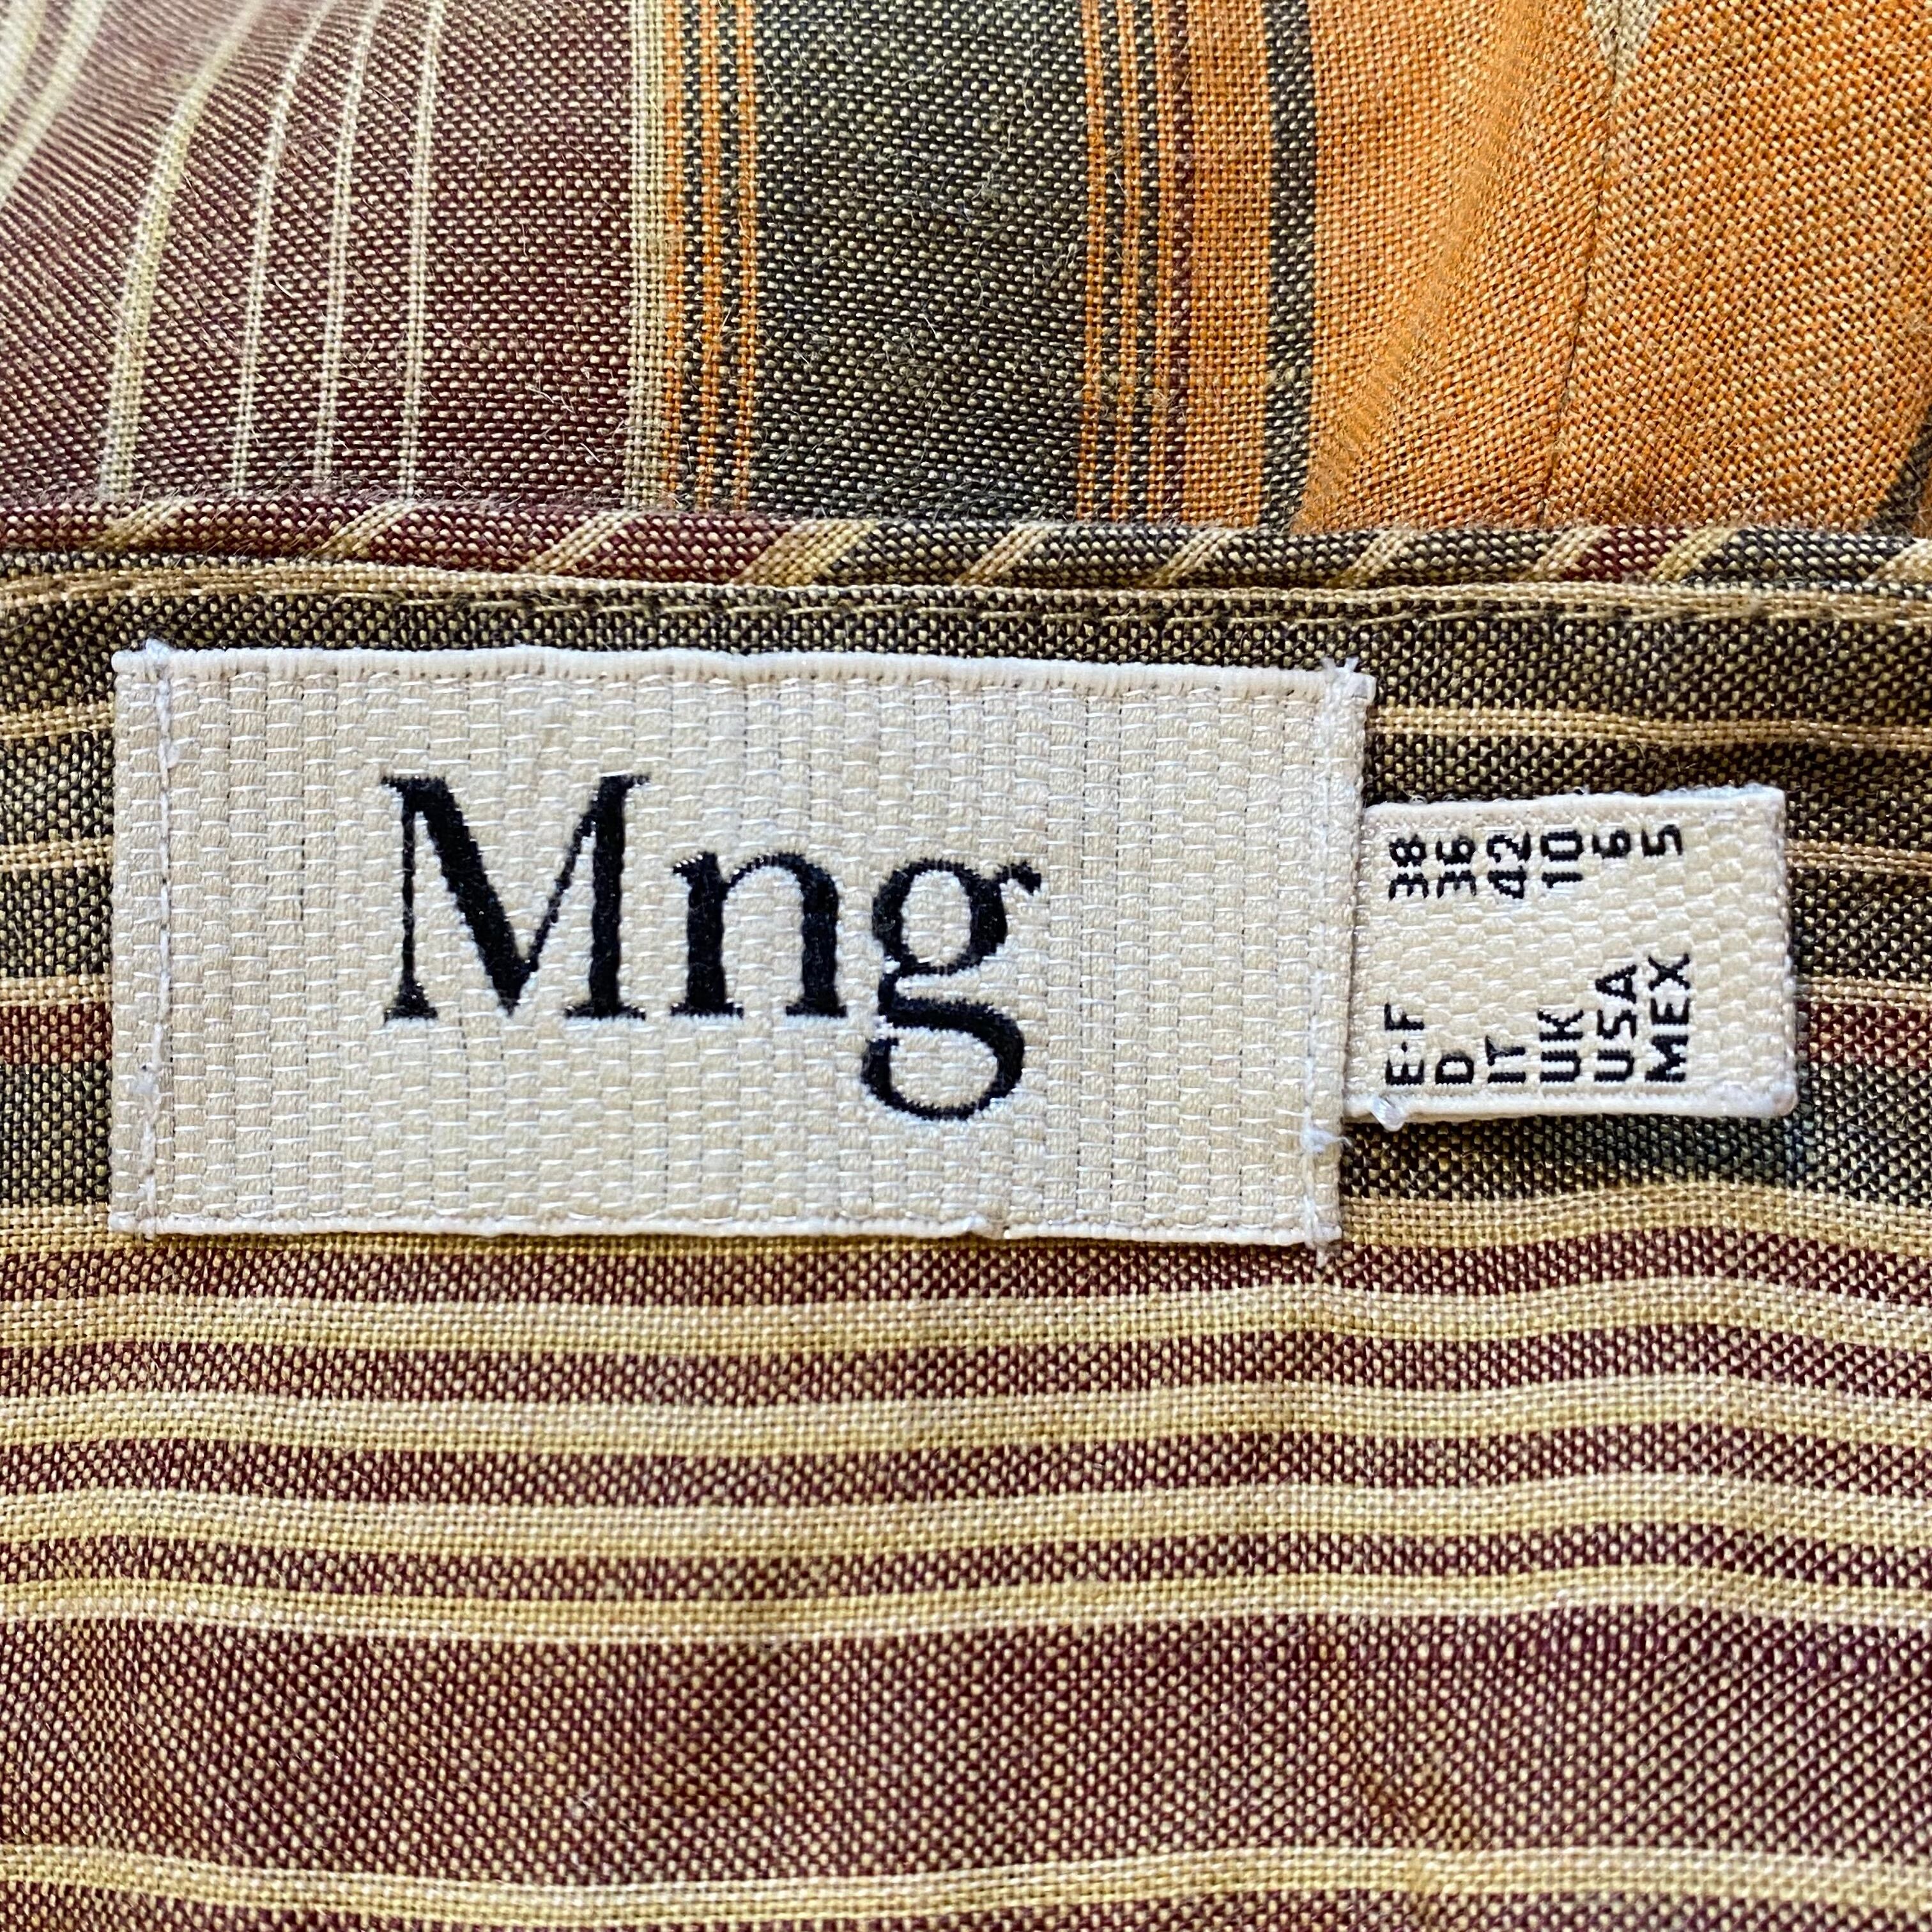 Mng
E·F 38
D 36
IT 42
UK 10
USA 6
MEX 5